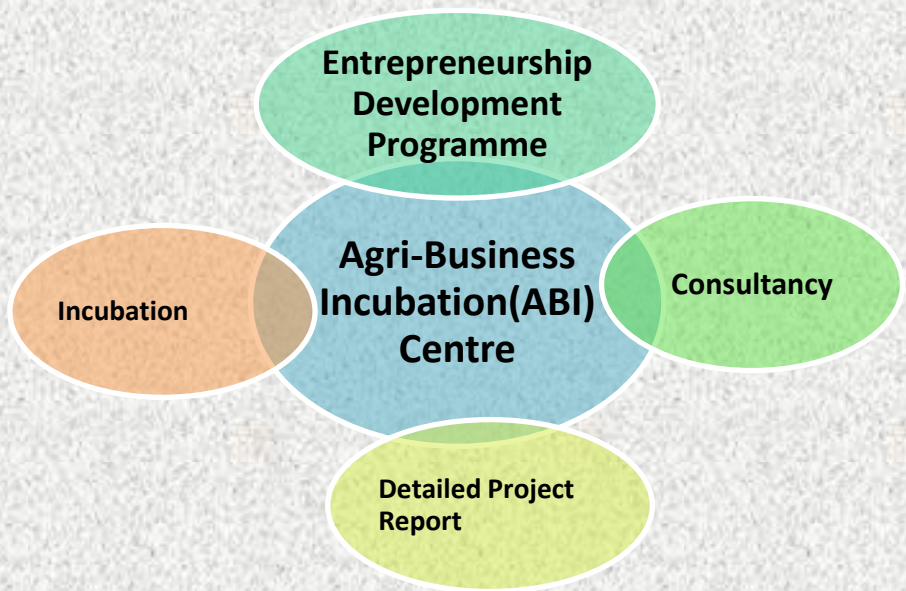 Entrepreneurship
Development
Programme
Agri-Business
Incubation(ABI)
Centre
Incubation
Consultancy
Detailed Project
Report